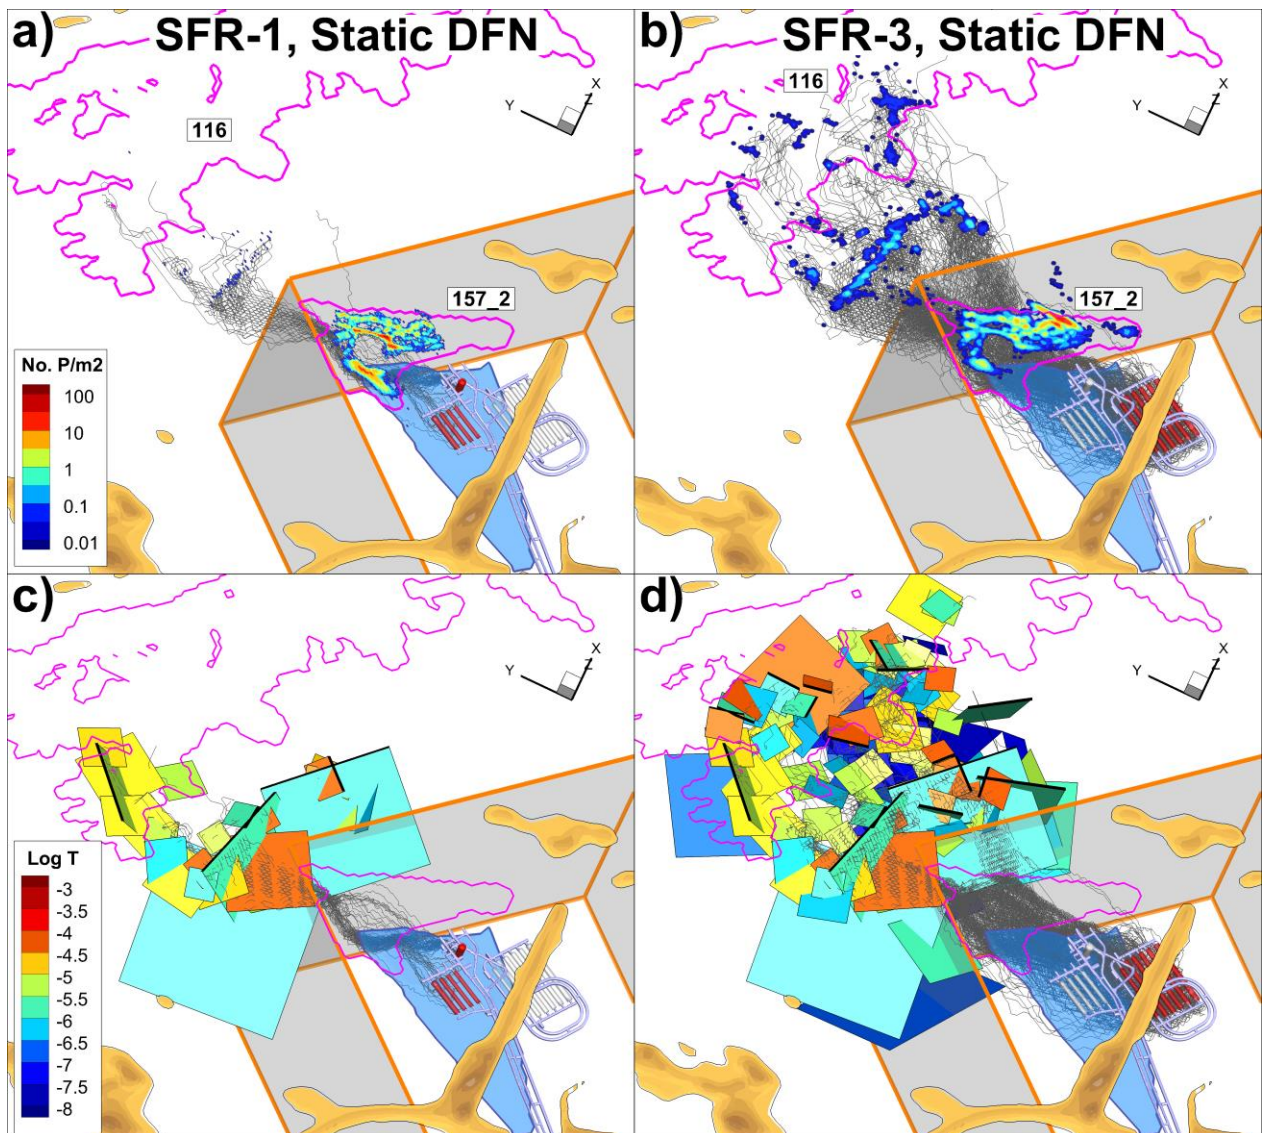 a) SFR-1, Static DFN
116
X
Y
Z
157_2
No. P/m2
100
10
1
0.1
0.01
b) SFR-3, Static DFN
116
X
Y
Z
157_2
c)
X
Y
Z
Log T
-3
-3.5
-4
-4.5
-5
-5.5
-6
-6.5
-7
-7.5
-8
d)
X
Y
Z